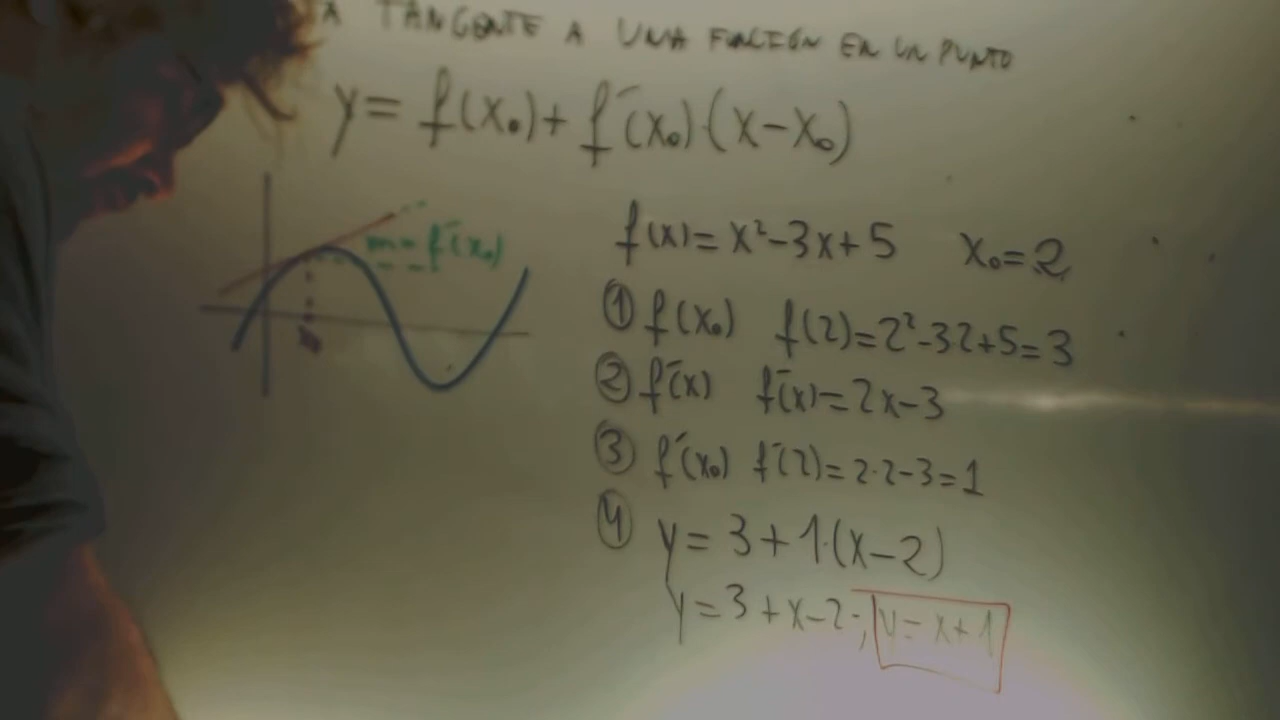 TANGENTE A UNA FUNCIÓN EN UN PUNTO
y = f(x₀) + f´(x₀)·(x-x₀)
m = f´(x₀)
f(x) = x²-3x+5 x₀=2
① f(x₀) f(2)=2²-32+5=3
② f´(x) f´(x)=2x-3
③ f´(x₀) f´(2)=2·2-3=1
④ y = 3+1·(x-2)
y = 3+x-2; y=x+1